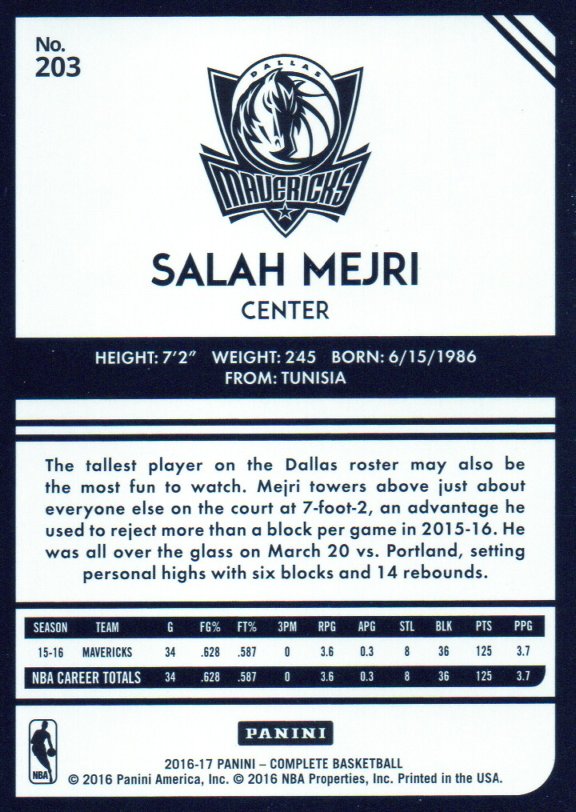 No.
203
DALLAS
MAVERICKS
SALAH MEJRI
CENTER
HEIGHT: 7'2" WEIGHT: 245 BORN: 6/15/1986
FROM: TUNISIA
The tallest player on the Dallas roster may also be
the most fun to watch. Mejri towers above just about
everyone else on the court at 7-foot-2, an advantage he
used to reject more than a block per game in 2015-16. He
was all over the glass on March 20 vs. Portland, setting
personal highs with six blocks and 14 rebounds.
SEASON TEAM G FG% FT% 3PM RPG APG STL BLK PTS PPG
15-16 MAVERICKS 34 .628 .587 0 3.6 0.3 8 36 125 3.7
NBA CAREER TOTALS 34 .628 .587 0 3.6 0.3 8 36 125 3.7
NBA
PANINI
2016-17 PANINI – COMPLETE BASKETBALL
© 2016 Panini America, Inc. © 2016 NBA Properties, Inc. Printed in the USA.